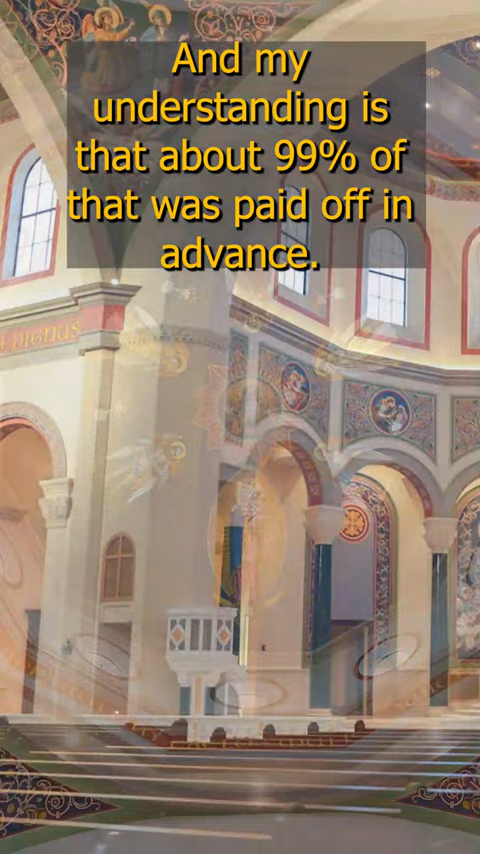 And my
understanding is
that about 99% of
that was paid off in
advance.